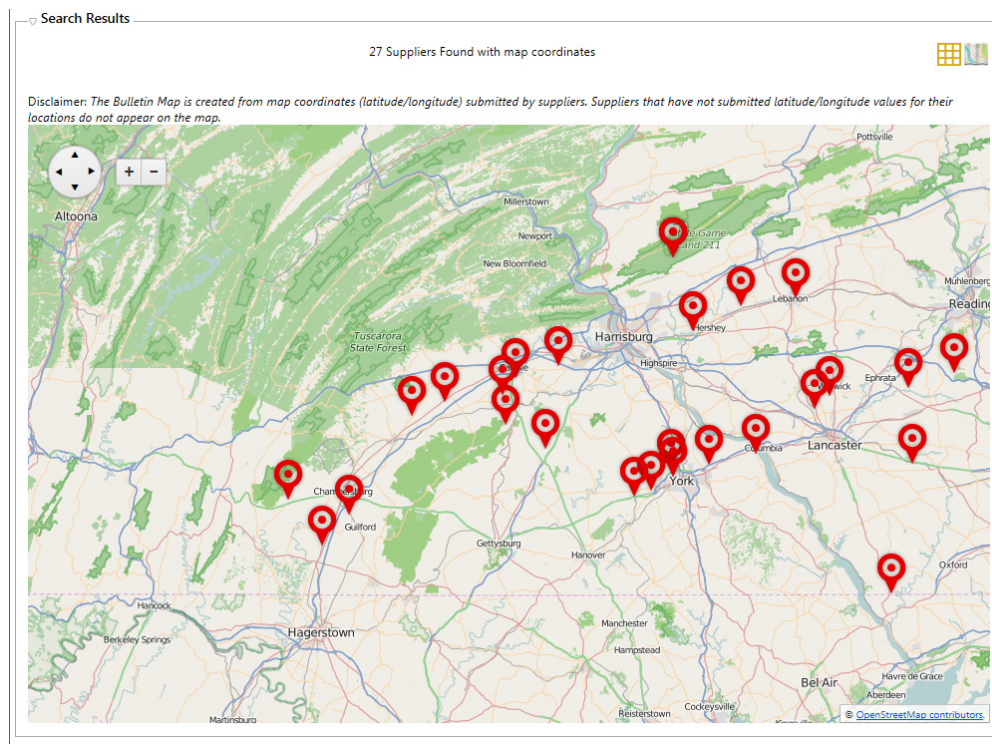 Search Results
27 Suppliers Found with map coordinates
Disclaimer: The Bulletin Map is created from map coordinates (latitude/longitude) submitted by suppliers. Suppliers that have not submitted latitude/longitude values for their
locations do not appear on the map.
Pottsville
+ −
Altoona
Millerstown
Newport
Game
Land 211
New Bloomfield
Muhlenberg
Lebanon
Reading
Hershey
Harrisburg
Tuscarora
State Forest
Highspire
Ephrata
Columbia
Lancaster
York
Chambersburg
Guilford
Gettysburg
Hanover
Oxford
Hancock
Manchester
Hagerstown
Berkeley Springs
Hampstead
Bel Air
Havre de Grace
Aberdeen
Cockeysville
Reisterstown
Martinsburg
© OpenStreetMap contributors.